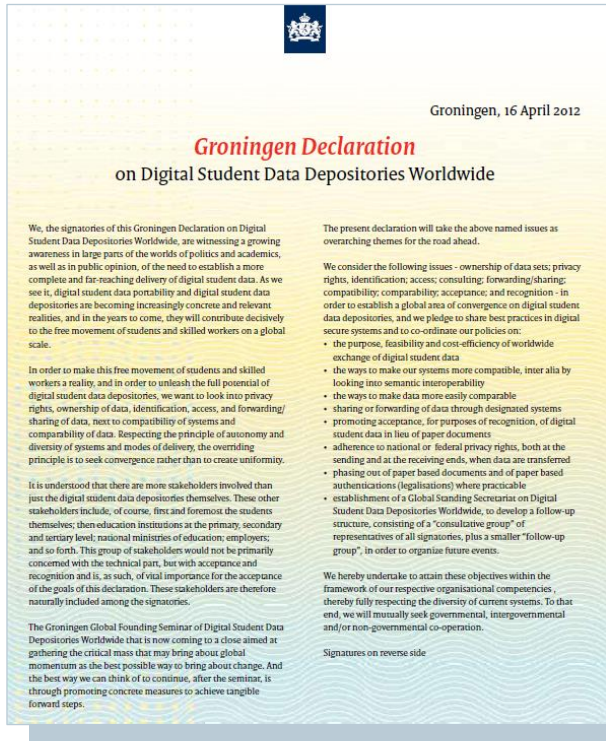 Groningen, 16 April 2012
Groningen Declaration
on Digital Student Data Depositories Worldwide
We, the signatories of this Groningen Declaration on Digital
Student Data Depositories Worldwide, are witnessing a growing
awareness in large parts of the worlds of politics and academics,
as well as in public opinion, of the need to establish a more
complete and far-reaching delivery of digital student data. As we
see it, digital student data portability and digital student data
depositories are becoming increasingly concrete and relevant
realities, and in the years to come, they will contribute decisively
to the free movement of students and skilled workers on a global
scale.
In order to make this free movement of students and skilled
workers a reality, and in order to unleash the full potential of
digital student data depositories, we want to look into privacy
rights, ownership of data, identification, access, and forwarding/
sharing of data, next to compatibility of systems and
comparability of data. Respecting the principle of autonomy and
diversity of systems and modes of delivery, the overriding
principle is to seek convergence rather than to create uniformity.
It is understood that there are more stakeholders involved than
just the digital student data depositories themselves. These other
stakeholders include, of course, first and foremost the students
themselves; then education institutions at the primary, secondary
and tertiary level; national ministries of education; employers;
and so forth. This group of stakeholders would not be primarily
concerned with the technical part, but with acceptance and
recognition and is, as such, of vital importance for the acceptance
of the goals of this declaration. These stakeholders are therefore
naturally included among the signatories.
The Groningen Global Founding Seminar of Digital Student Data
Depositories Worldwide that is now coming to a close aimed at
gathering the critical mass that may bring about global
momentum as the best possible way to bring about change. And
the best way we can think of to continue, after the seminar, is
through promoting concrete measures to achieve tangible
forward steps.
The present declaration will take the above named issues as
overarching themes for the road ahead.
We consider the following issues - ownership of data sets; privacy
rights, identification; access; consulting; forwarding/sharing;
compatibility; comparability; acceptance; and recognition - in
order to establish a global area of convergence on digital student
data depositories, and we pledge to share best practices in digital
secure systems and to co-ordinate our policies on:
• the purpose, feasibility and cost-efficiency of worldwide
exchange of digital student data
• the ways to make our systems more compatible, inter alia by
looking into semantic interoperability
• the ways to make data more easily comparable
• sharing or forwarding of data through designated systems
• promoting acceptance, for purposes of recognition, of digital
student data in lieu of paper documents
• adherence to national or federal privacy rights, both at the
sending and at the receiving ends, when data are transferred
• phasing out of paper based documents and of paper based
authentications (legalisations) where practicable
• establishment of a Global Standing Secretariat on Digital
Student Data Depositories Worldwide, to develop a follow-up
structure, consisting of a "consultative group" of
representatives of all signatories, plus a smaller "follow-up
group", in order to organize future events.
We hereby undertake to attain these objectives within the
framework of our respective organisational competencies ,
thereby fully respecting the diversity of current systems. To that
end, we will mutually seek governmental, intergovernmental
and/or non-governmental co-operation.
Signatures on reverse side